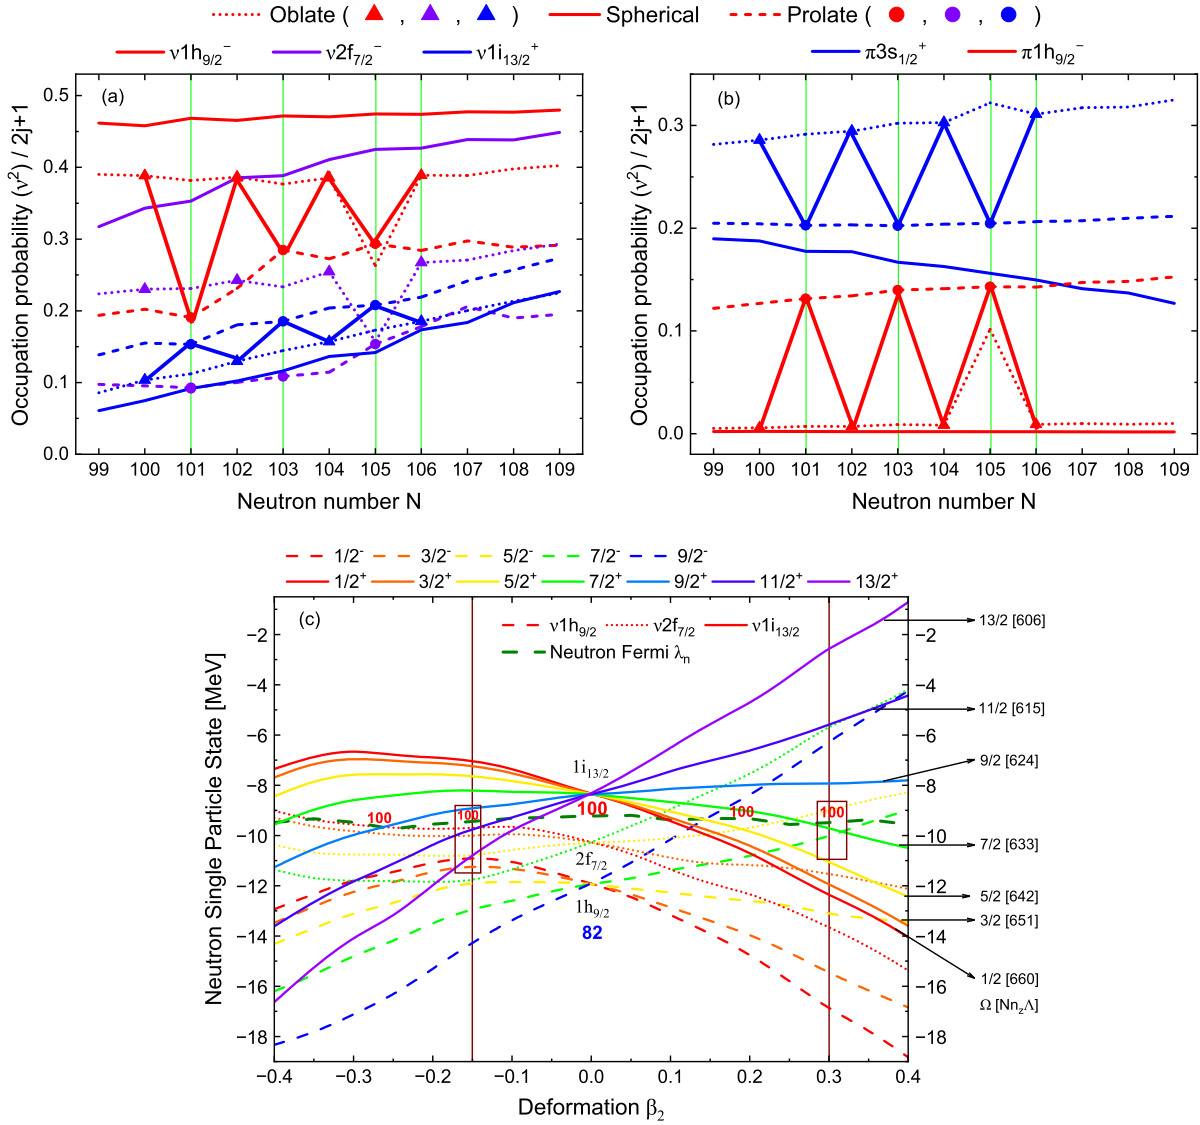 Oblate ( , , ) Spherical Prolate ( , , )
ν1h9/2− ν2f7/2− ν1i13/2+
π3s1/2+ π1h9/2−
(a)
Occupation probability (ν²) / 2j+1
0.5
0.4
0.3
0.2
0.1
0.0
99 100 101 102 103 104 105 106 107 108 109
Neutron number N
(b)
Occupation probability (ν²) / 2j+1
0.3
0.2
0.1
0.0
99 100 101 102 103 104 105 106 107 108 109
Neutron number N
1/2- 3/2- 5/2- 7/2- 9/2-
1/2+ 3/2+ 5/2+ 7/2+ 9/2+ 11/2+ 13/2+
(c)
ν1h9/2 ν2f7/2 ν1i13/2
Neutron Fermi λn
Neutron Single Particle State [MeV]
−2
−4
−6
−8
−10
−12
−14
−16
−18
−2
−4
−6
−8
−10
−12
−14
−16
−18
1i13/2
100
100
100
100
100
2f7/2
1h9/2
82
13/2 [606]
11/2 [615]
9/2 [624]
7/2 [633]
5/2 [642]
3/2 [651]
1/2 [660]
Ω [NnzΛ]
−0.4 −0.3 −0.2 −0.1 0.0 0.1 0.2 0.3 0.4
Deformation β2